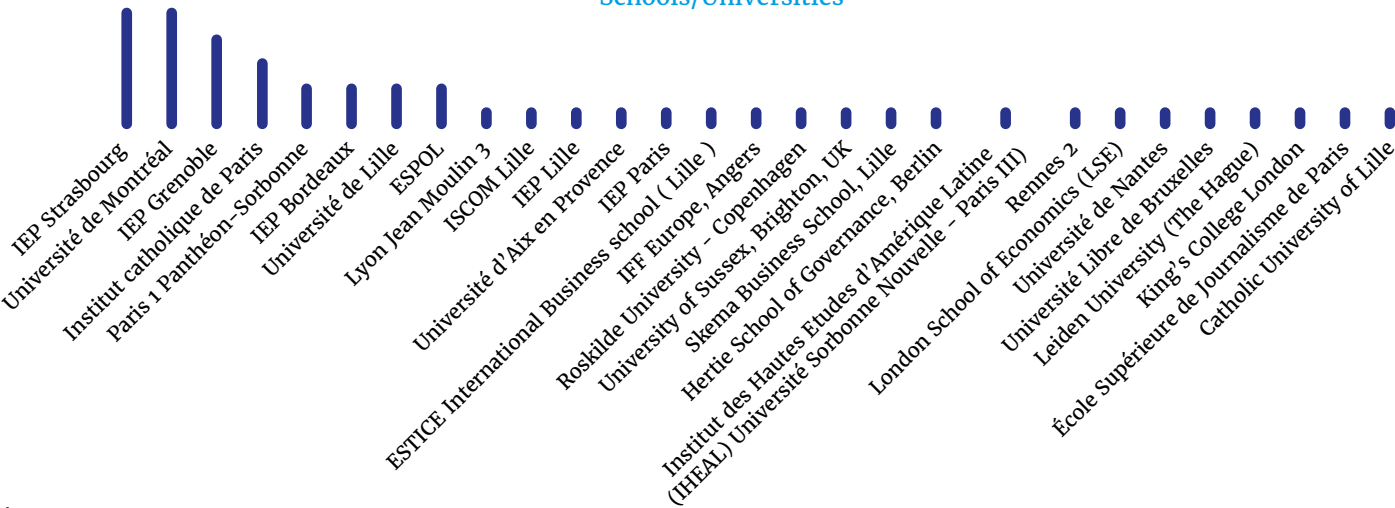 Schools/Universities
IEP Strasbourg
Université de Montréal
IEP Grenoble
Institut catholique de Paris
Paris 1 Panthéon-Sorbonne
IEP Bordeaux
Université de Lille
ESPOL
Lyon Jean Moulin 3
ISCOM Lille
IEP Lille
Université d’Aix en Provence
IEP Paris
ESTICE International Business school ( Lille )
IFF Europe, Angers
Roskilde University - Copenhagen
University of Sussex, Brighton, UK
Skema Business School, Lille
Hertie School of Governance, Berlin
Institut des Hautes Etudes d’Amérique Latine
(IHEAL) Université Sorbonne Nouvelle - Paris III)
Rennes 2
London School of Economics (LSE)
Université de Nantes
Université Libre de Bruxelles
Leiden University (The Hague)
King’s College London
École Supérieure de Journalisme de Paris
Catholic University of Lille